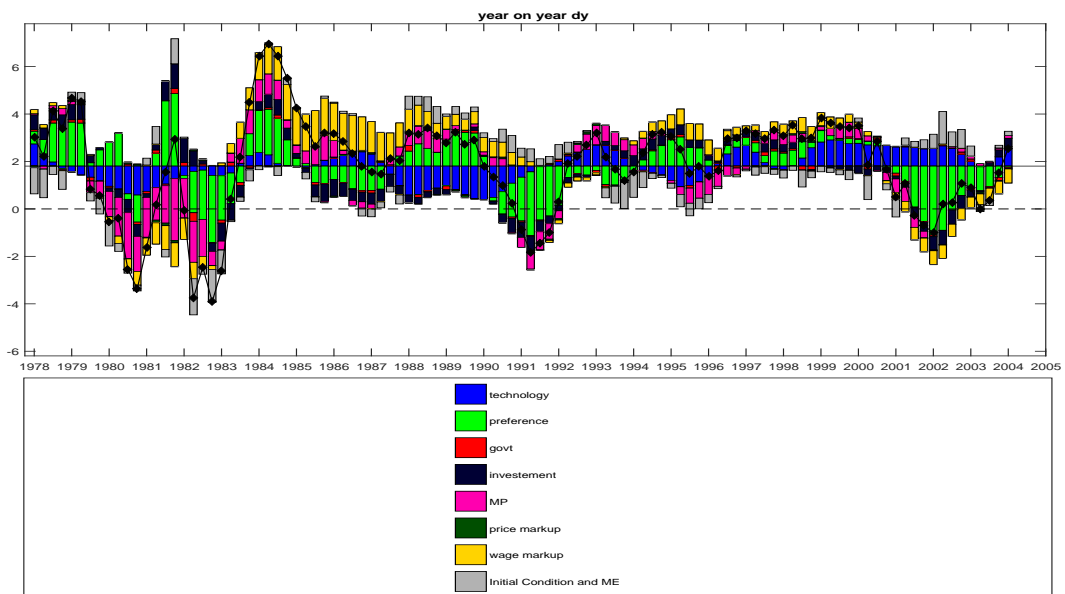 year on year dy
6
4
2
0
-2
-4
-6
1978 1979 1980 1981 1982 1983 1984 1985 1986 1987 1988 1989 1990 1991 1992 1993 1994 1995 1996 1997 1998 1999 2000 2001 2002 2003 2004 2005
technology
preference
govt
investement
MP
price markup
wage markup
Initial Condition and ME